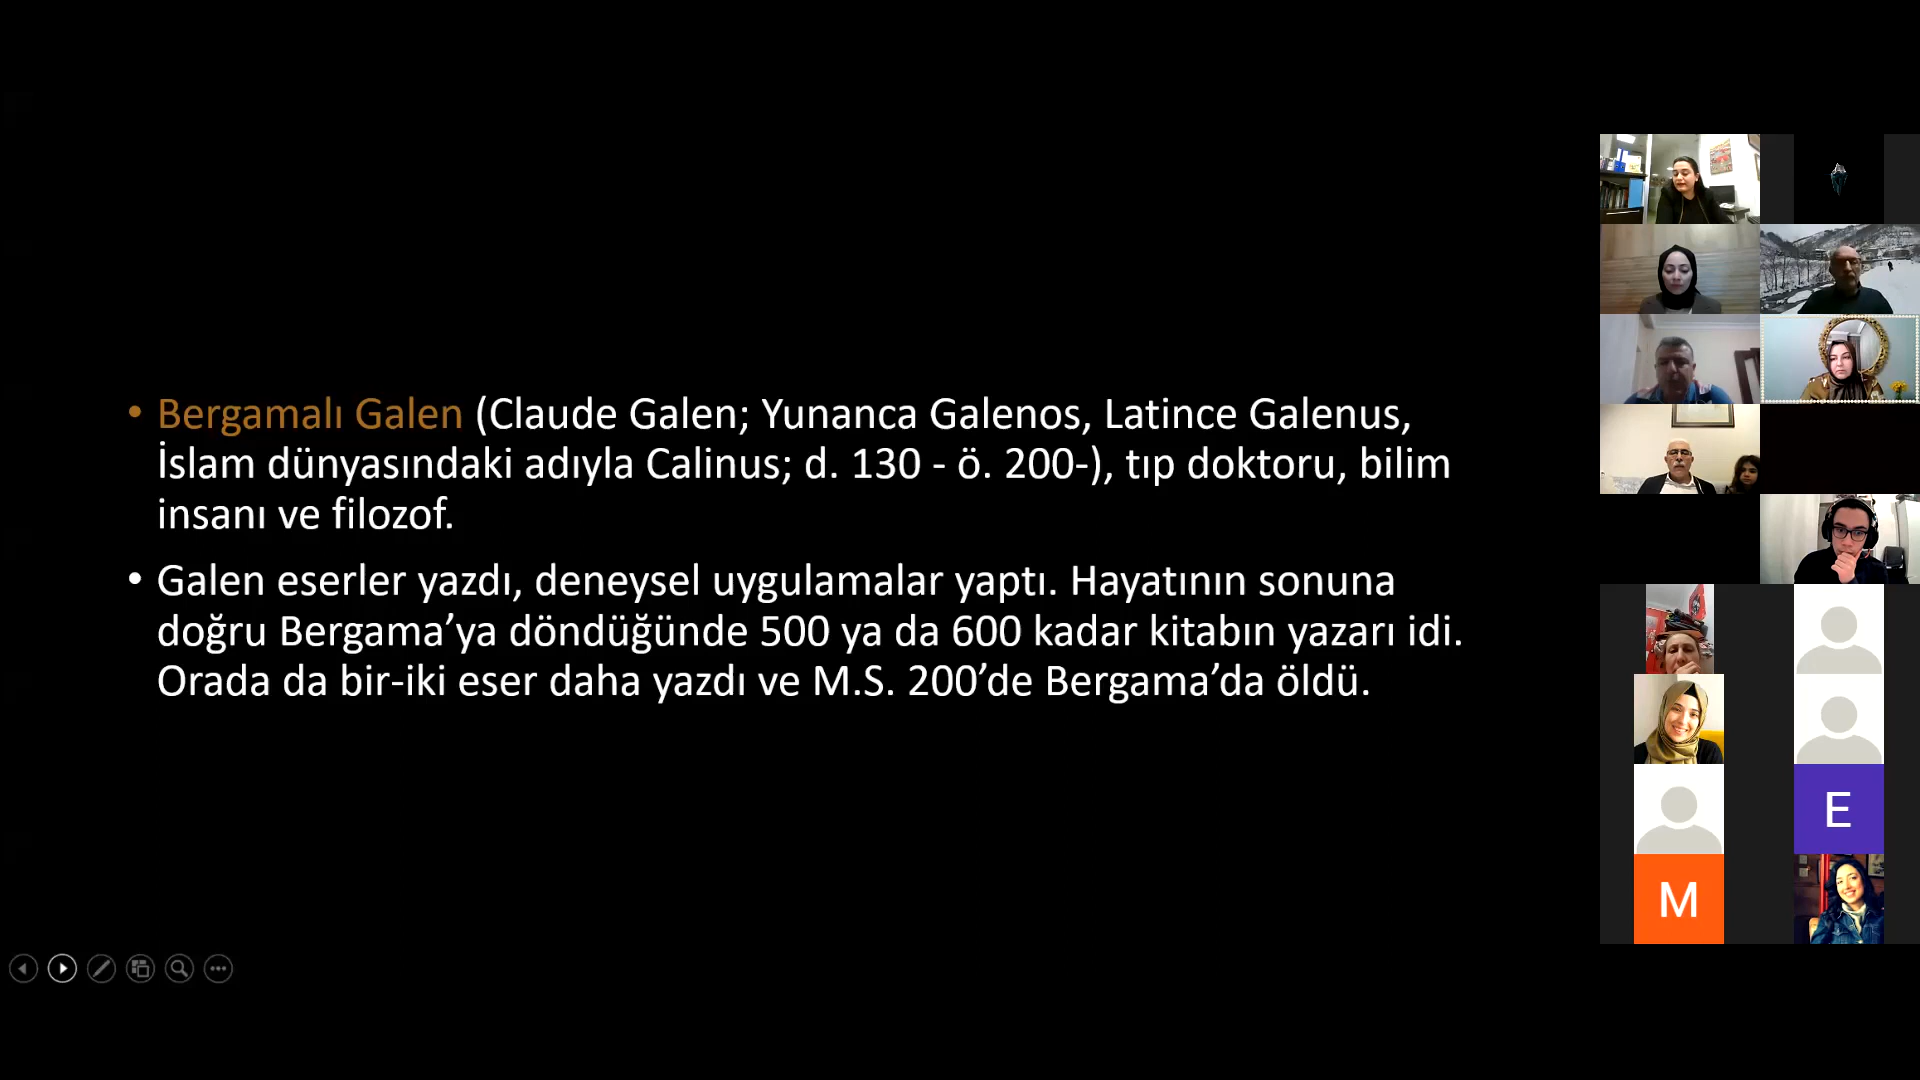 • Bergamalı Galen (Claude Galen; Yunanca Galenos, Latince Galenus,
İslam dünyasındaki adıyla Calinus; d. 130 - ö. 200-), tıp doktoru, bilim
insanı ve filozof.
• Galen eserler yazdı, deneysel uygulamalar yaptı. Hayatının sonuna
doğru Bergama’ya döndüğünde 500 ya da 600 kadar kitabın yazarı idi.
Orada da bir-iki eser daha yazdı ve M.S. 200’de Bergama’da öldü.
E
M